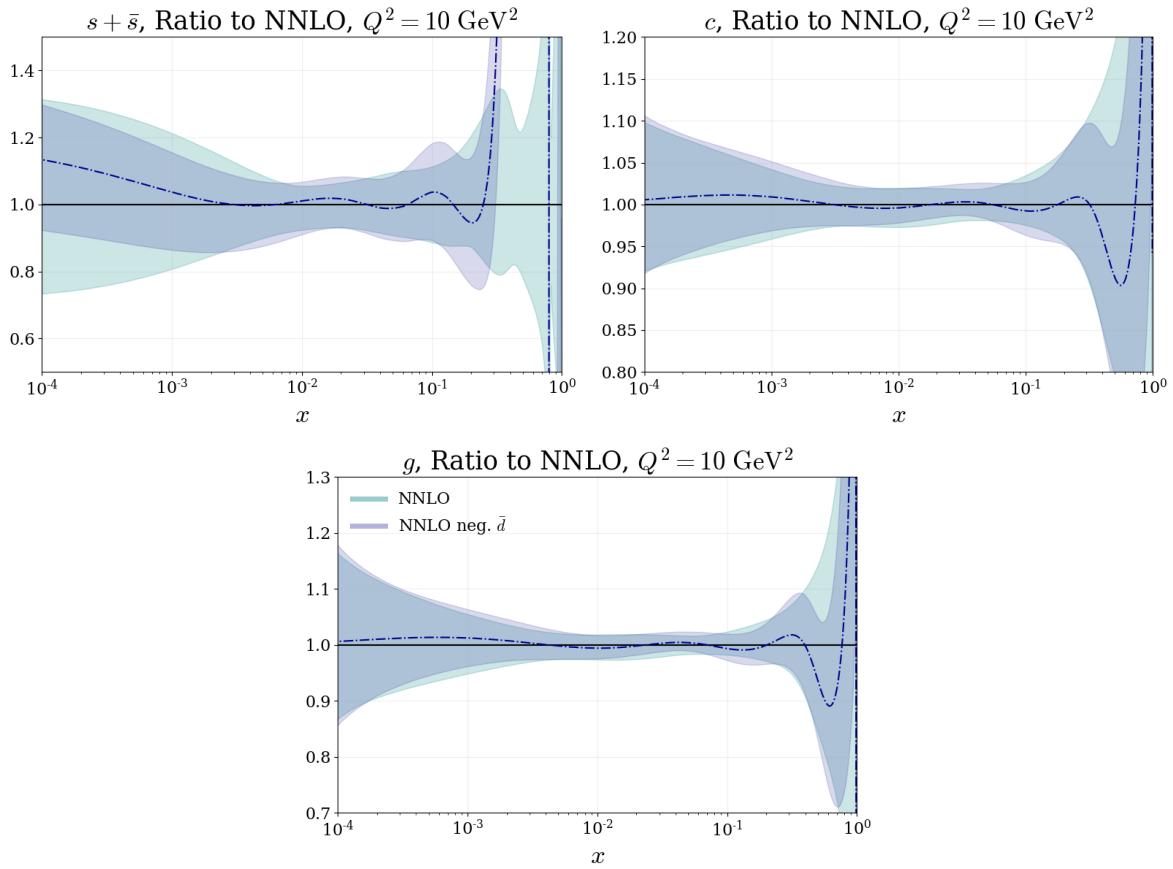 s + s̄, Ratio to NNLO, Q² = 10 GeV²
1.4
1.2
1.0
0.8
0.6
10⁻⁴ 10⁻³ 10⁻² 10⁻¹ 10⁰
x
c, Ratio to NNLO, Q² = 10 GeV²
1.20
1.15
1.10
1.05
1.00
0.95
0.90
0.85
0.80
10⁻⁴ 10⁻³ 10⁻² 10⁻¹ 10⁰
x
g, Ratio to NNLO, Q² = 10 GeV²
NNLO
NNLO neg. d̄
1.3
1.2
1.1
1.0
0.9
0.8
0.7
10⁻⁴ 10⁻³ 10⁻² 10⁻¹ 10⁰
x